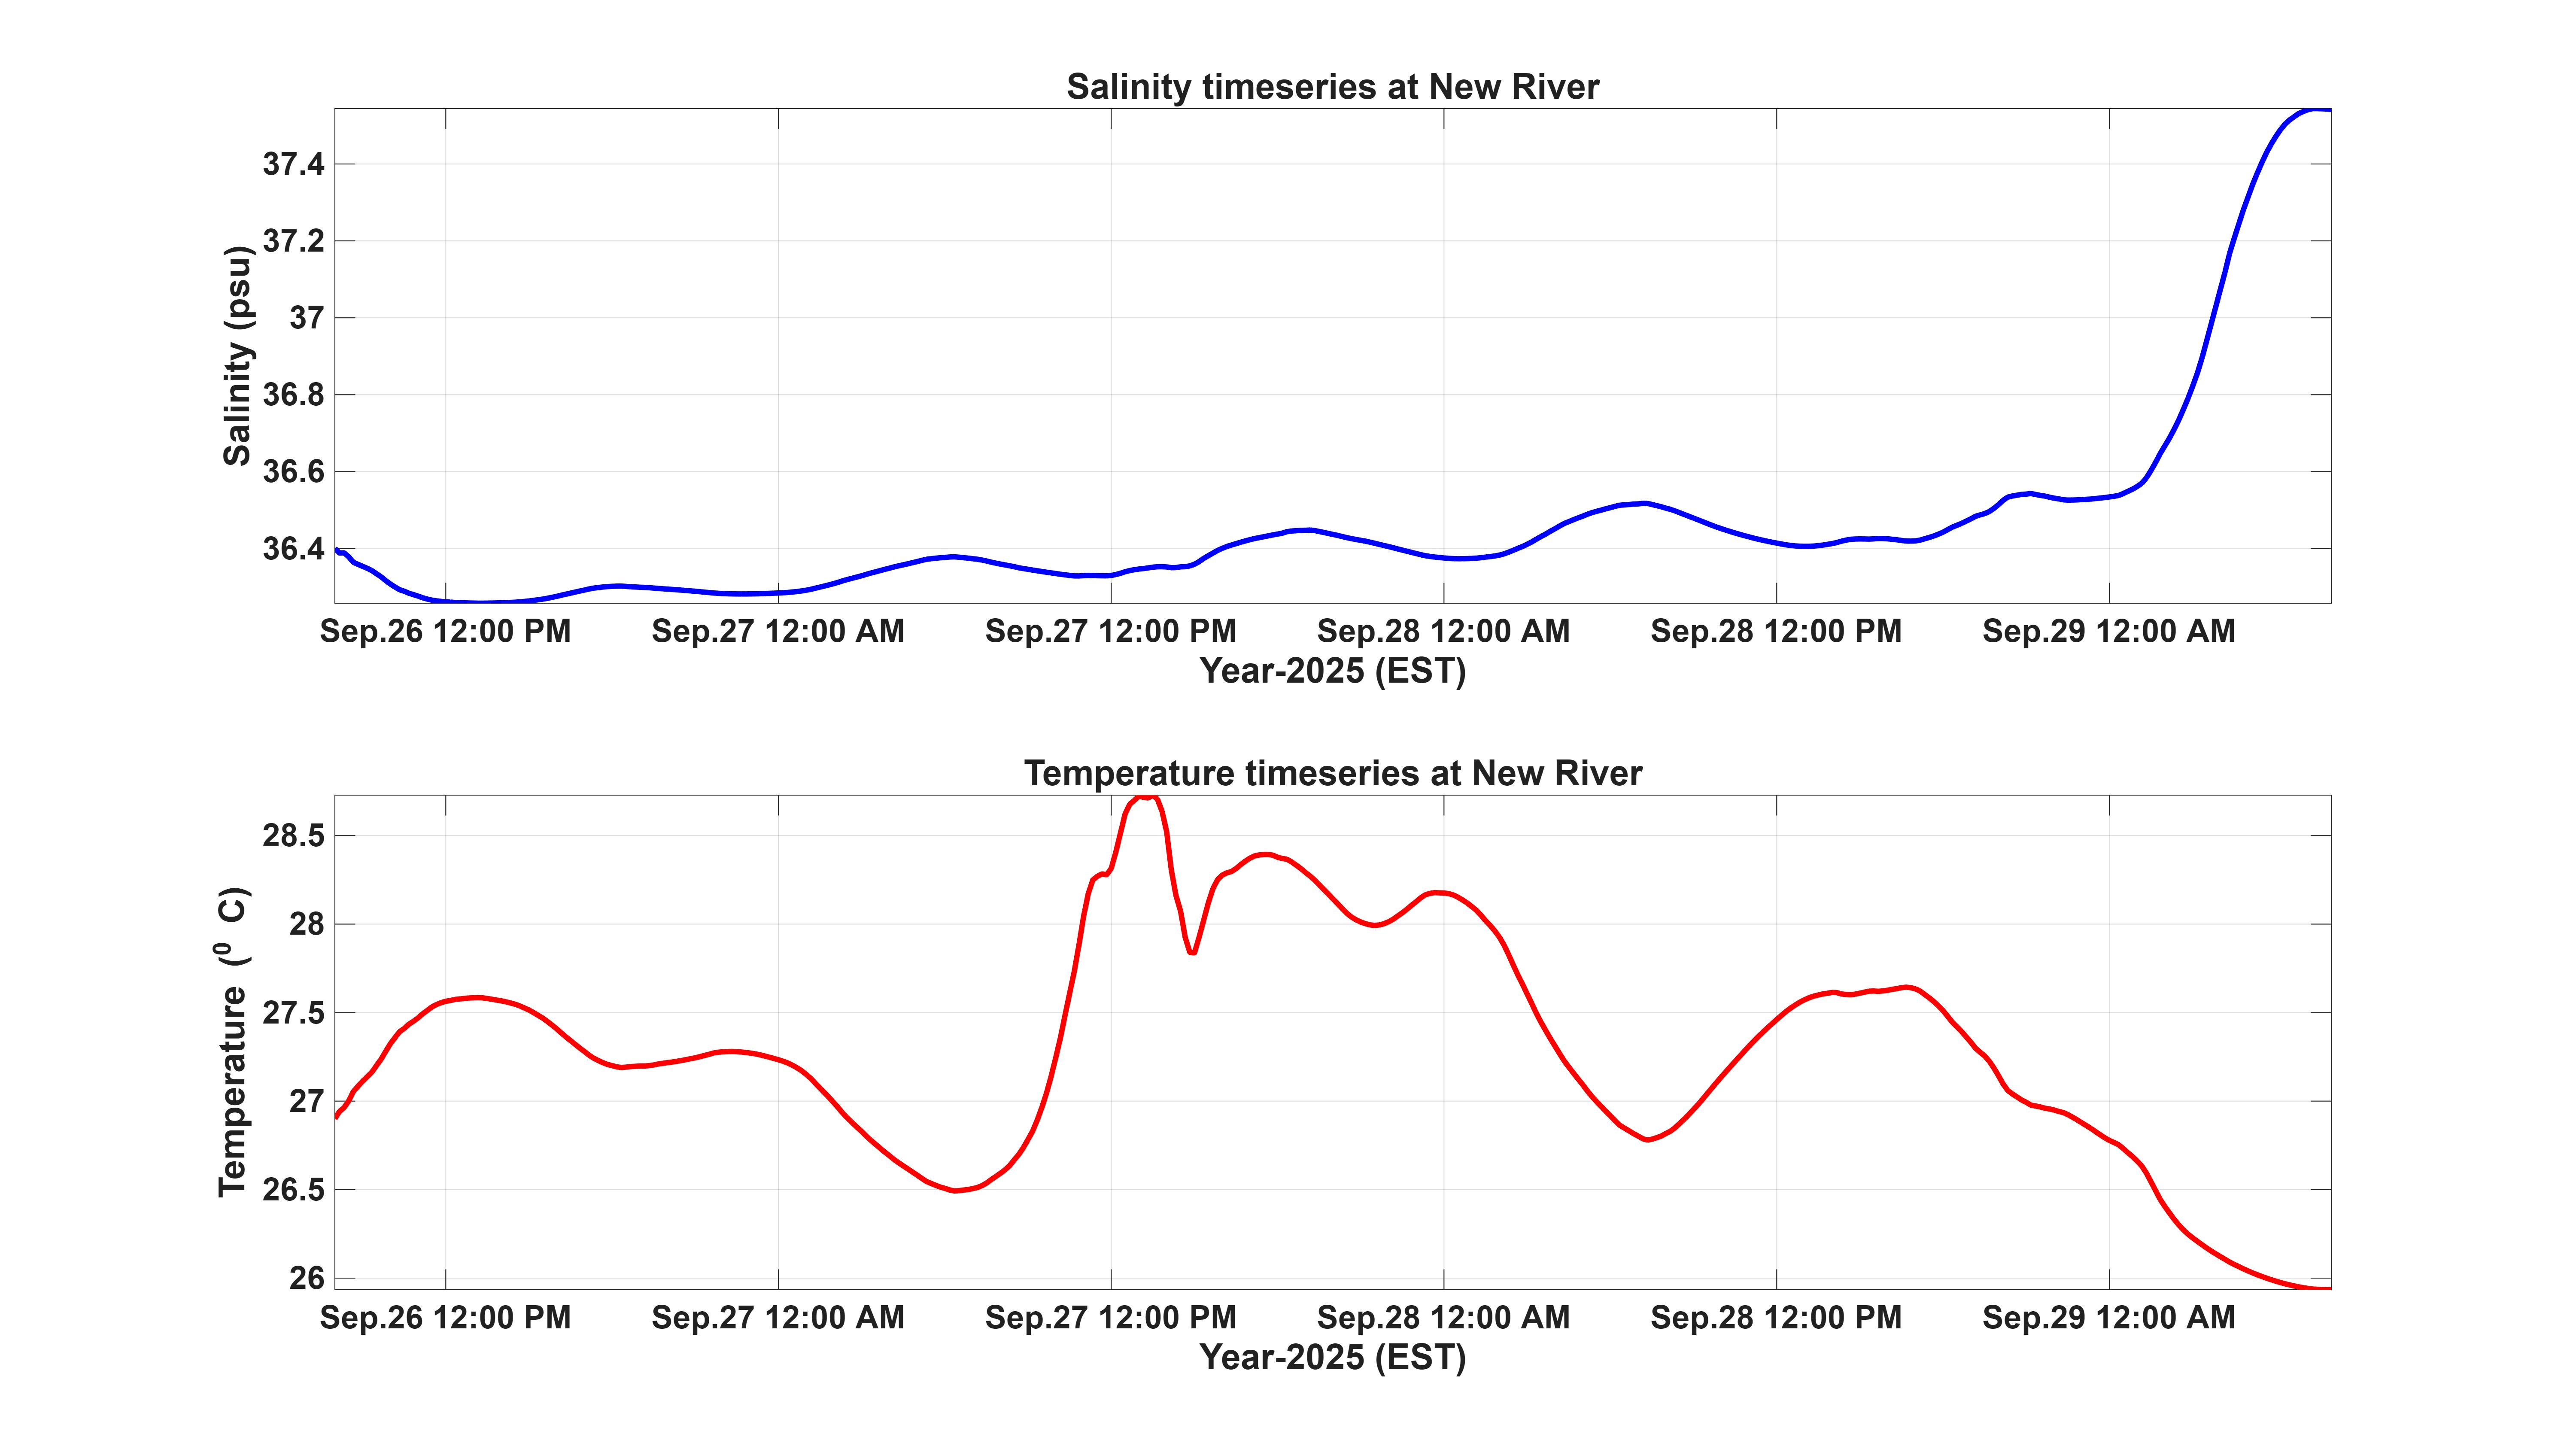 Salinity timeseries at New River
Salinity (psu)
37.4
37.2
37
36.8
36.6
36.4
Sep.26 12:00 PM Sep.27 12:00 AM Sep.27 12:00 PM Sep.28 12:00 AM Sep.28 12:00 PM Sep.29 12:00 AM
Year-2025 (EST)
Temperature timeseries at New River
Temperature (⁰ C)
28.5
28
27.5
27
26.5
26
Sep.26 12:00 PM Sep.27 12:00 AM Sep.27 12:00 PM Sep.28 12:00 AM Sep.28 12:00 PM Sep.29 12:00 AM
Year-2025 (EST)